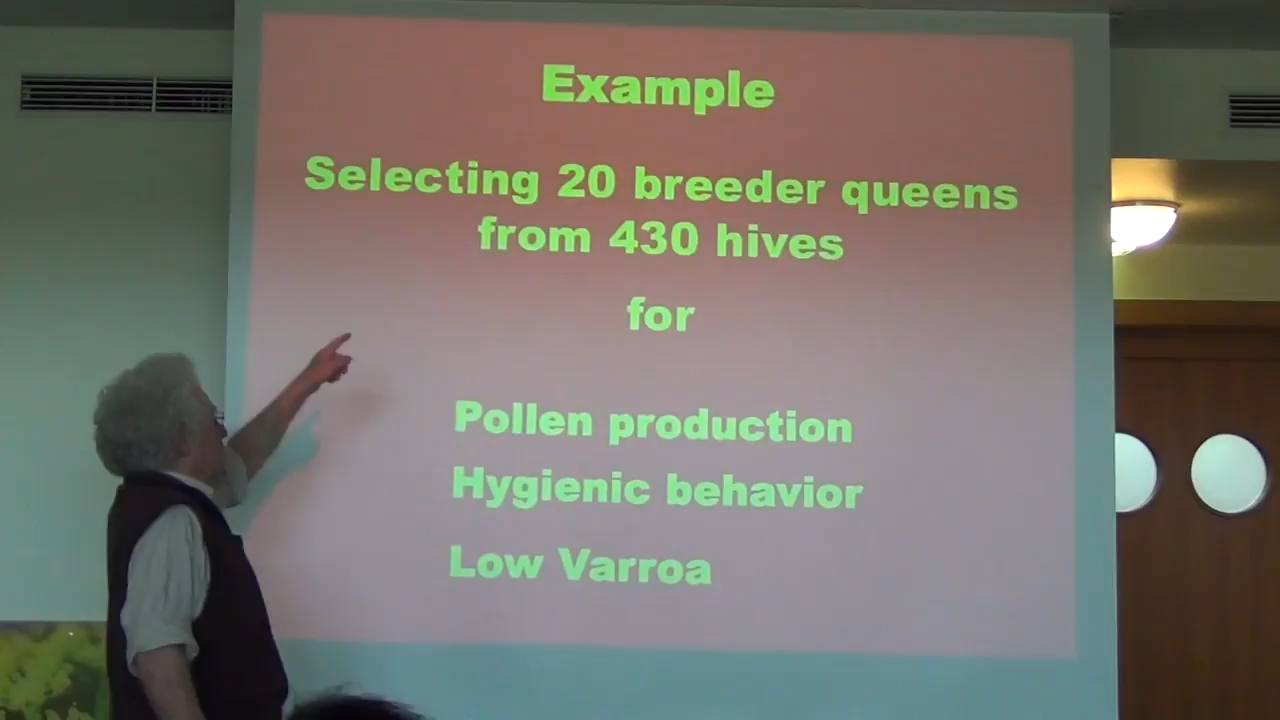 Example
Selecting 20 breeder queens
from 430 hives
for
Pollen production
Hygienic behavior
Low Varroa